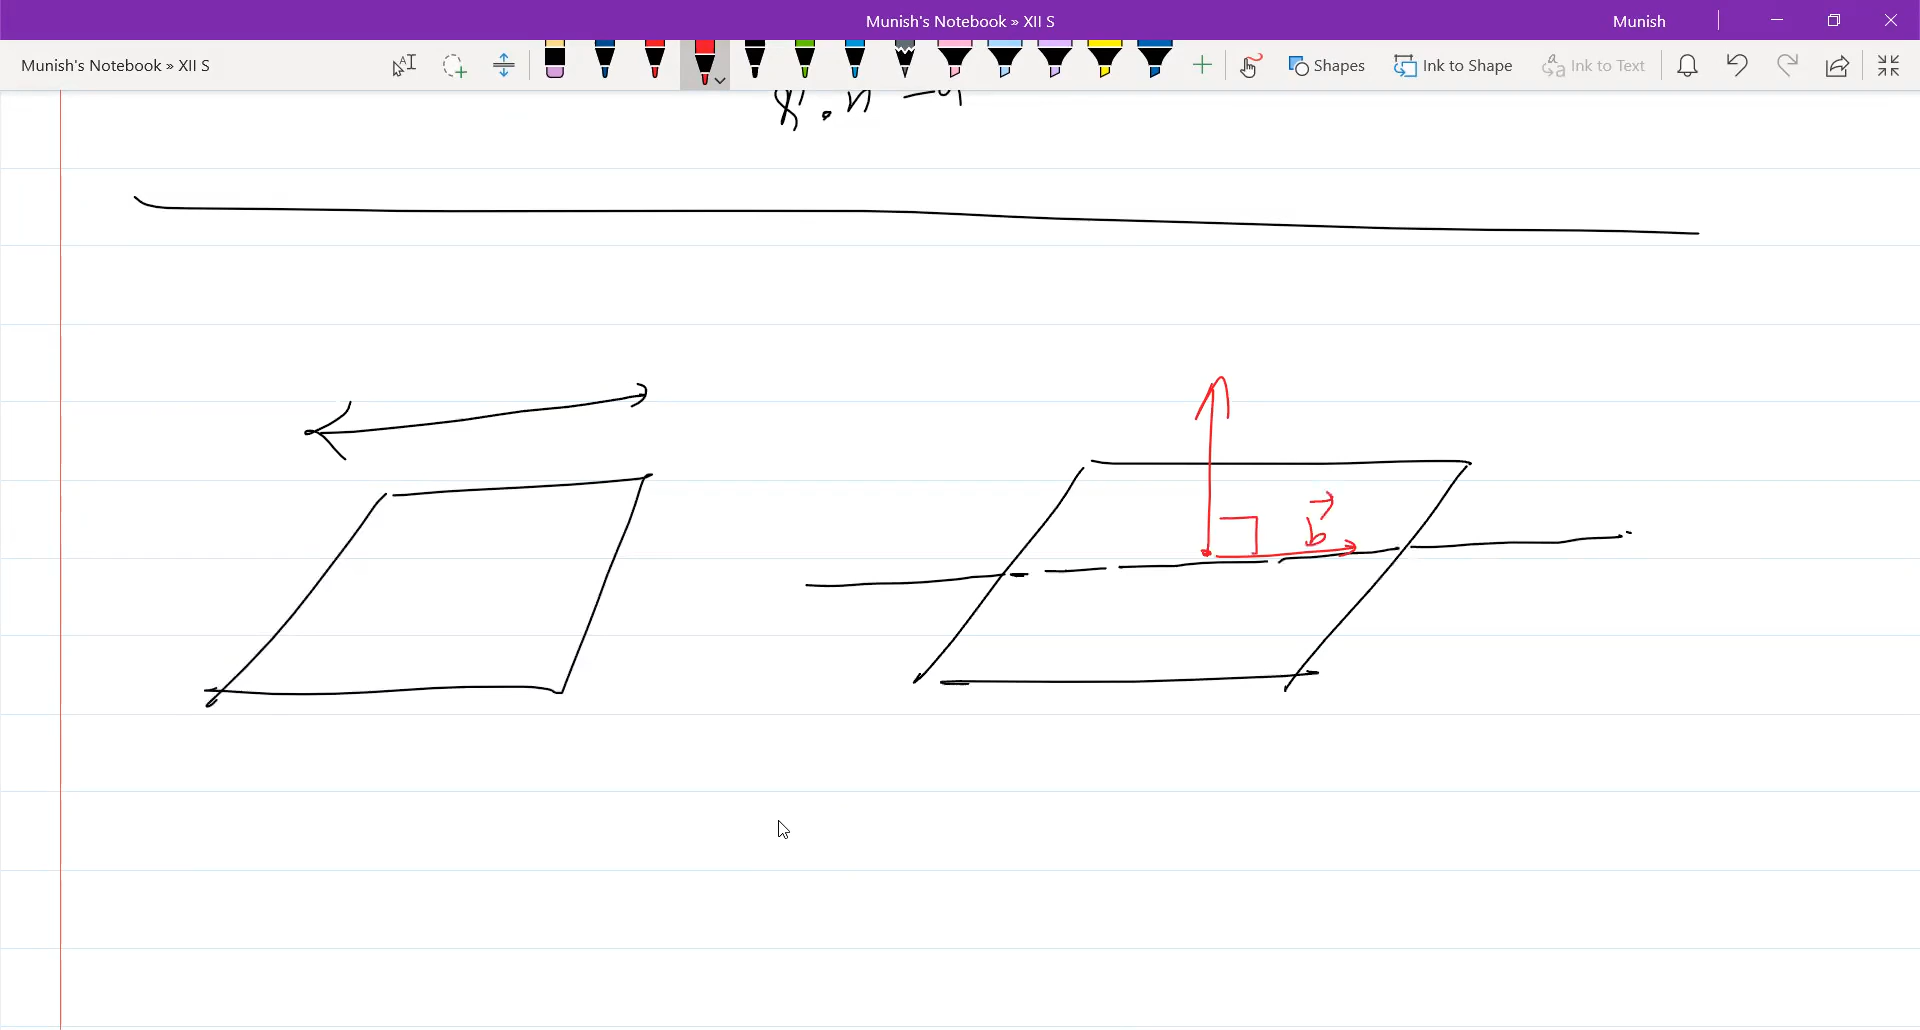 Munish's Notebook » XII S
Munish
Munish's Notebook » XII S
Shapes
Ink to Shape
Ink to Text
b⃗